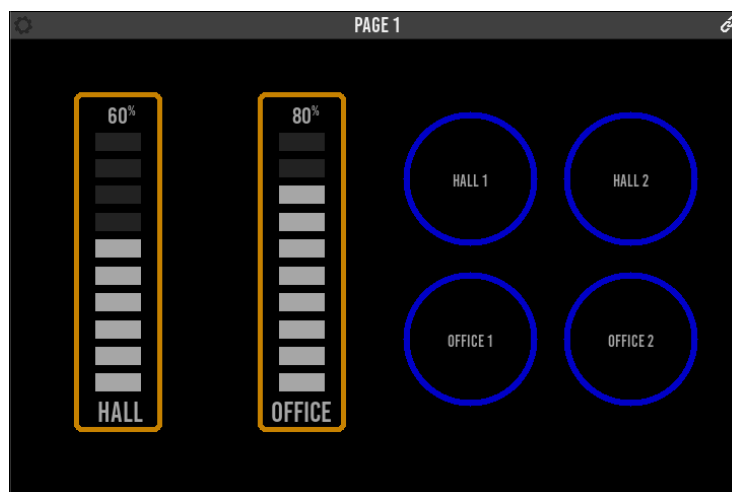 PAGE 1
60%
80%
HALL
OFFICE
HALL 1
HALL 2
OFFICE 1
OFFICE 2